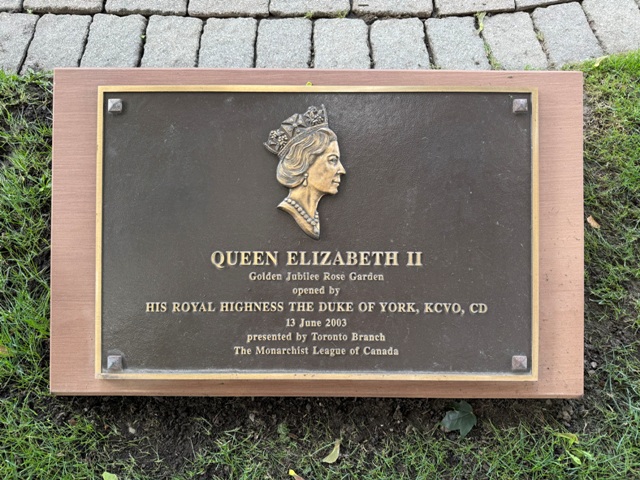 QUEEN ELIZABETH II
Golden Jubilee Rose Garden
opened by
HIS ROYAL HIGHNESS THE DUKE OF YORK, KCVO, CD
13 June 2003
presented by Toronto Branch
The Monarchist League of Canada